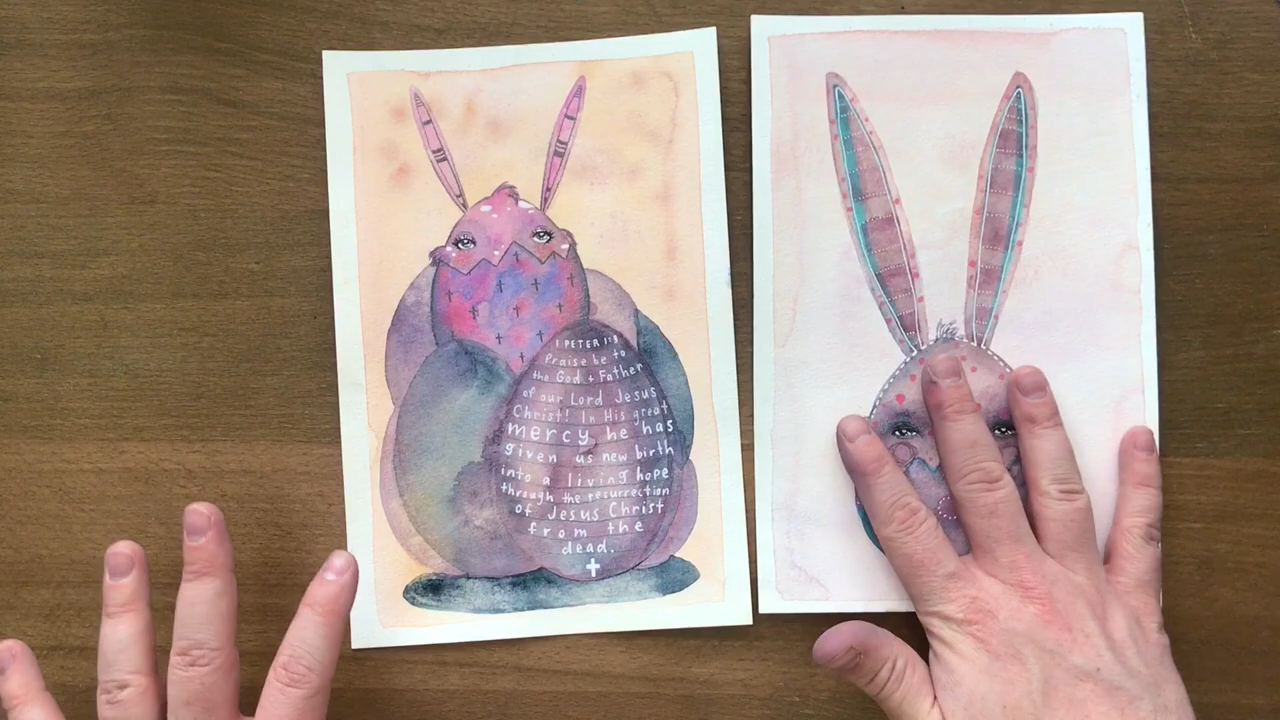 1 PETER 1:3
Praise be to
the God + Father
of our Lord Jesus
Christ! In His great
mercy, he has
given us new birth
into a living hope
through the resurrection
of Jesus Christ
from the
dead.